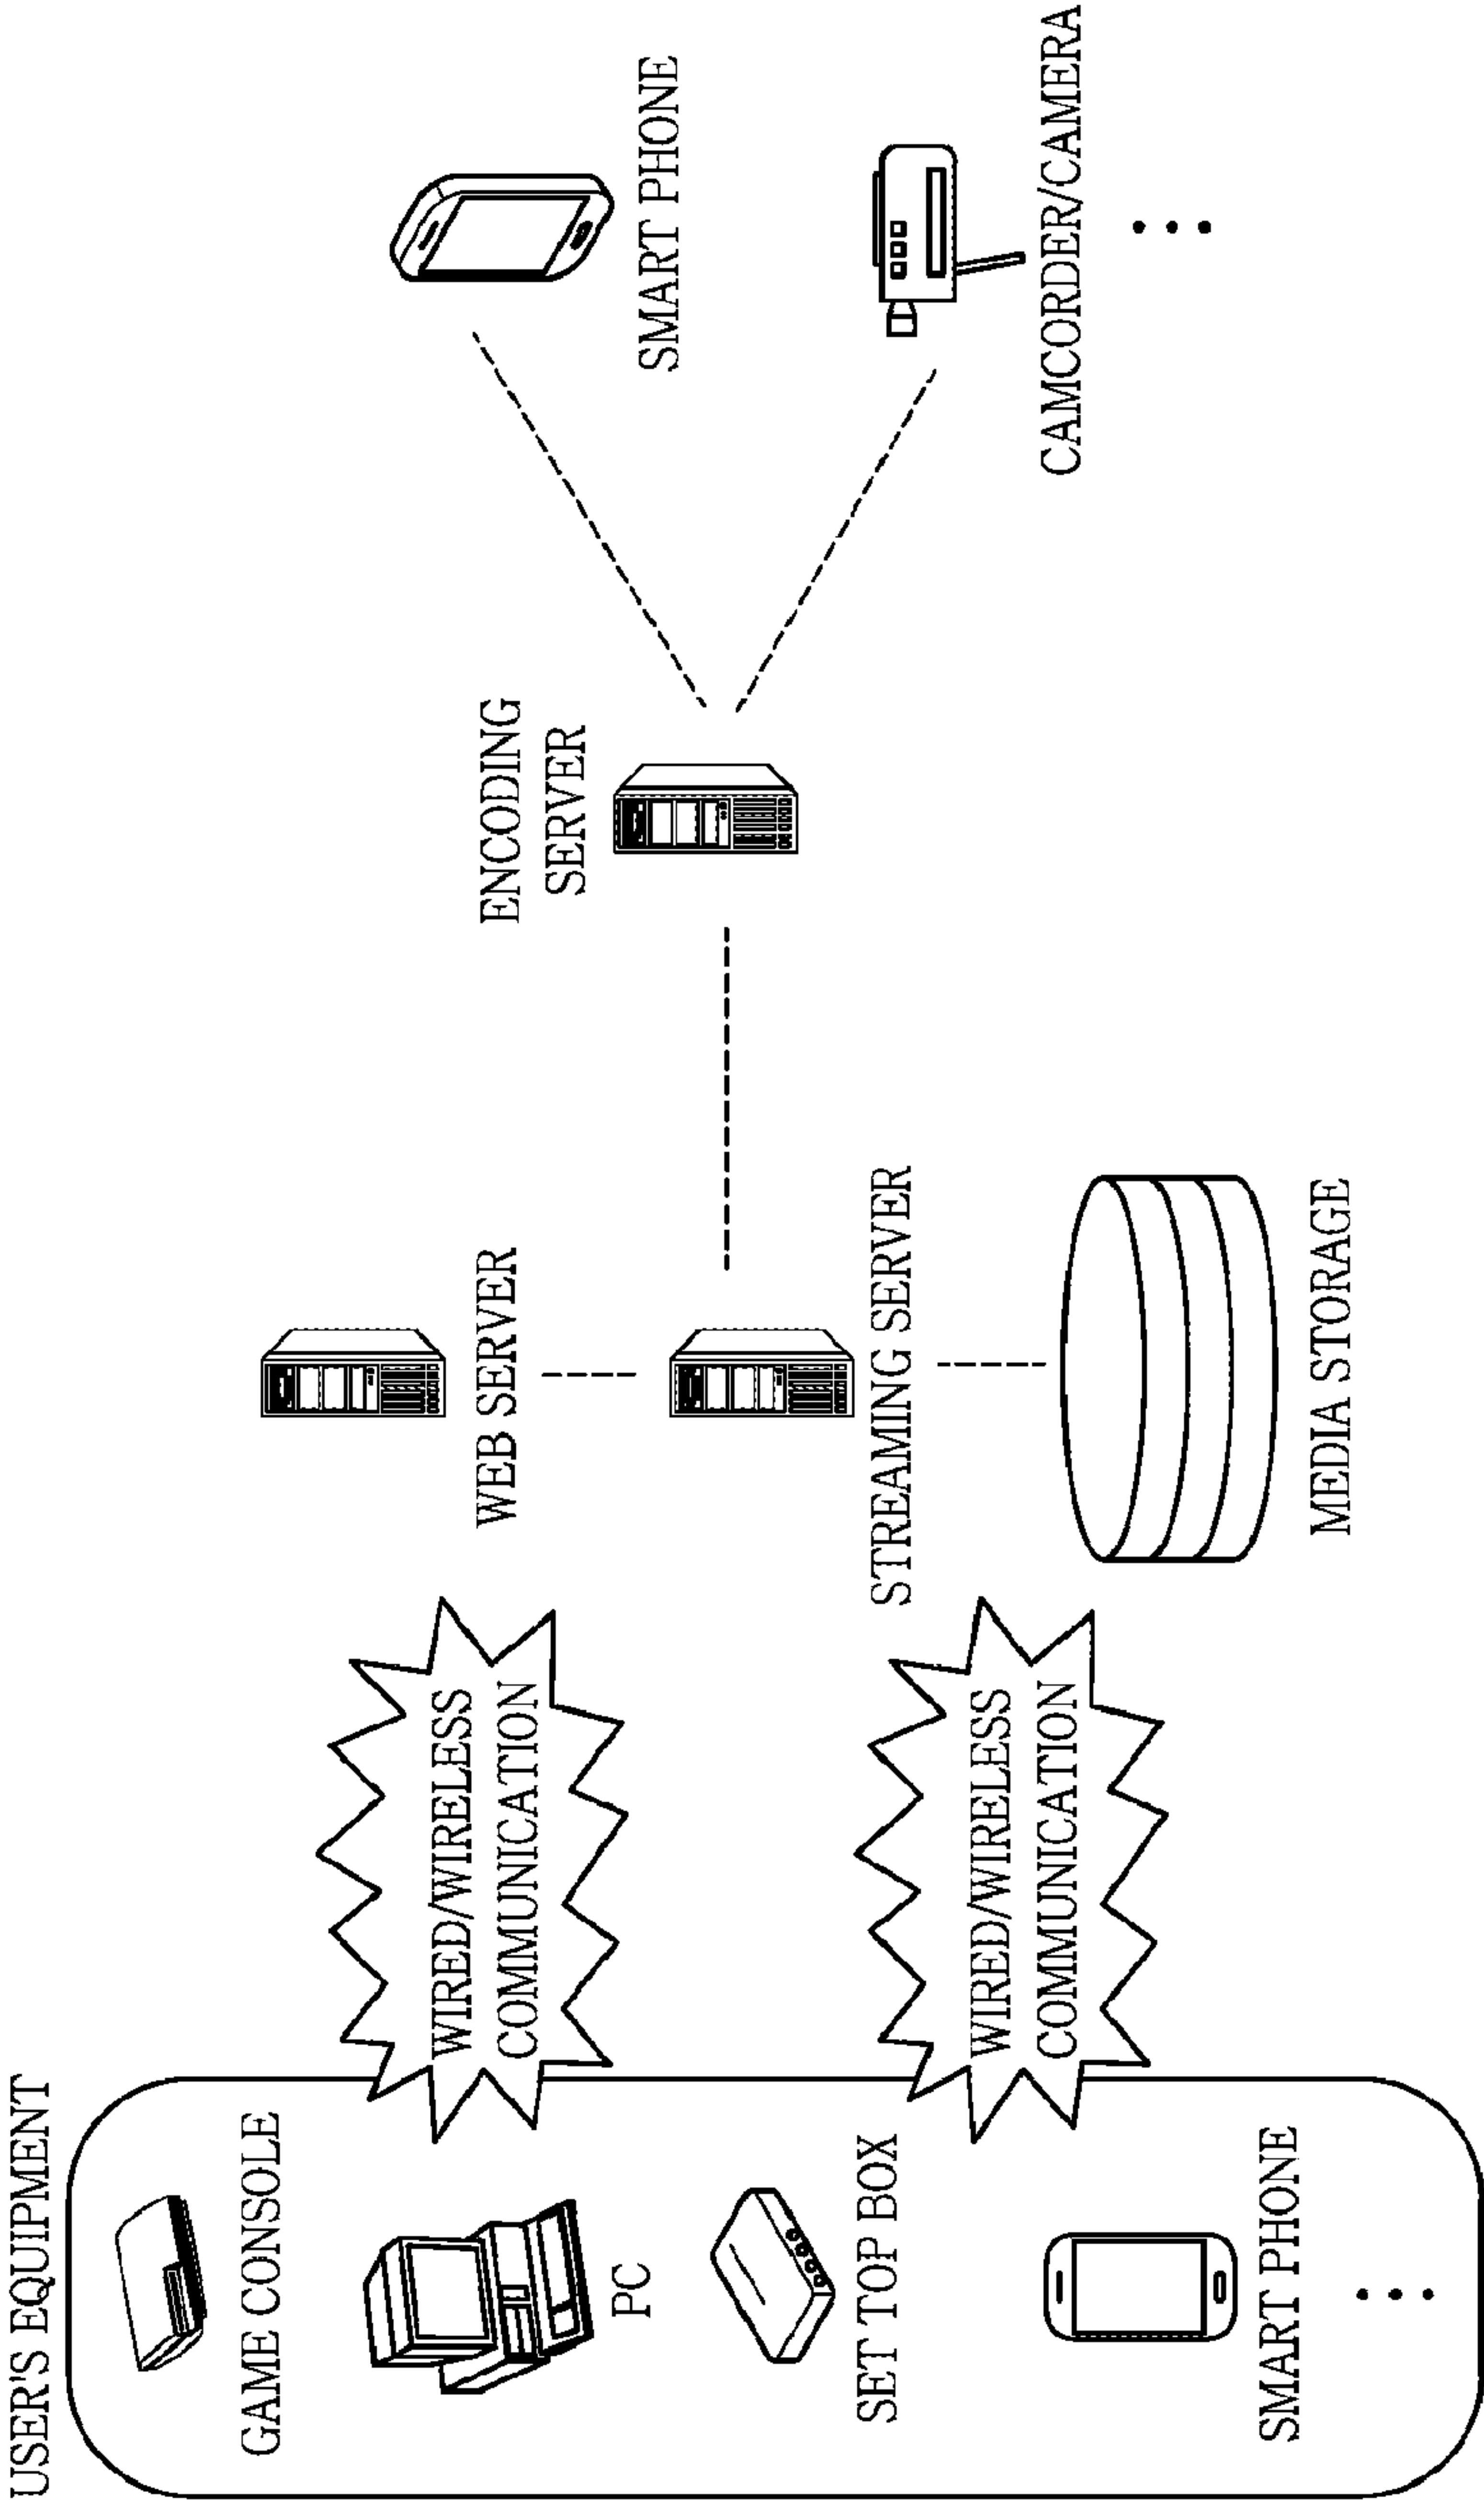 USER'S EQUIPMENT
GAME CONSOLE
PC
SET TOP BOX
SMART PHONE
WIRED/WIRELESS
COMMUNICATION
WIRED/WIRELESS
COMMUNICATION
WEB SERVER
STREAMING SERVER
MEDIA STORAGE
ENCODING
SERVER
SMART PHONE
CAMCORDER/CAMERA